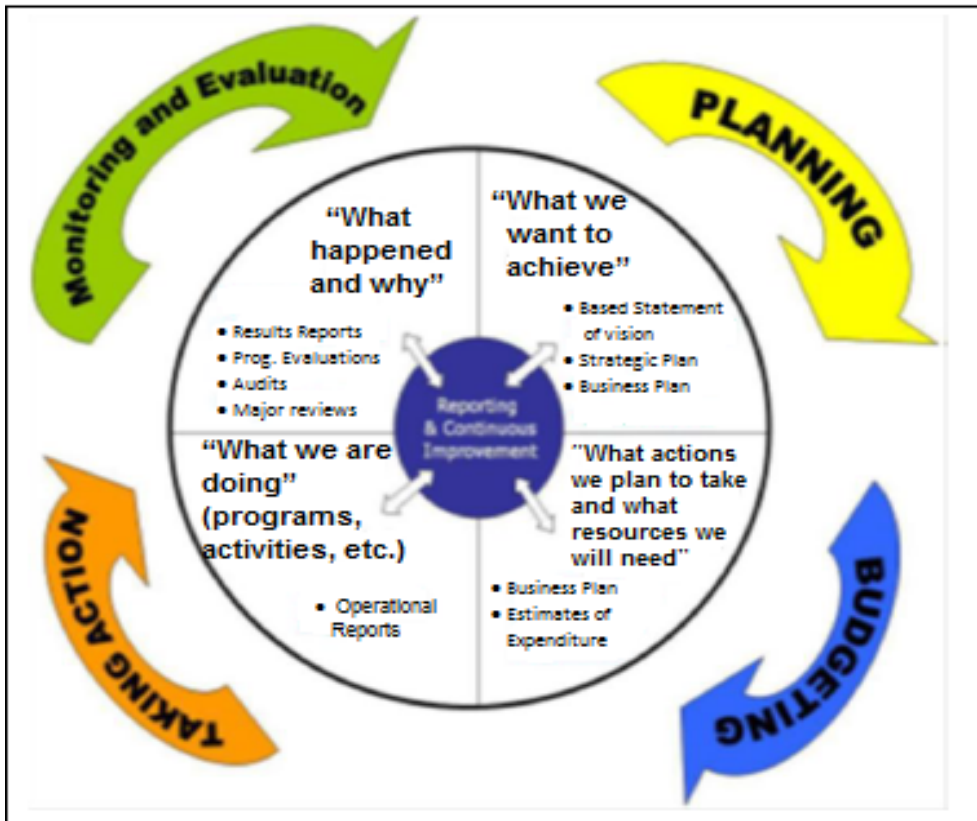 Monitoring and Evaluation
PLANNING
“What
happened
and why”
• Results Reports
• Prog. Evaluations
• Audits
• Major reviews
“What we
want to
achieve”
• Based Statement
of vision
• Strategic Plan
• Business Plan
Reporting
& Continuous
Improvement
“What we are
doing”
(programs,
activities, etc.)
• Operational
Reports
"What actions
we plan to take
and what
resources we
will need"
• Business Plan
• Estimates of
Expenditure
TAKING ACTION
BUDGETING